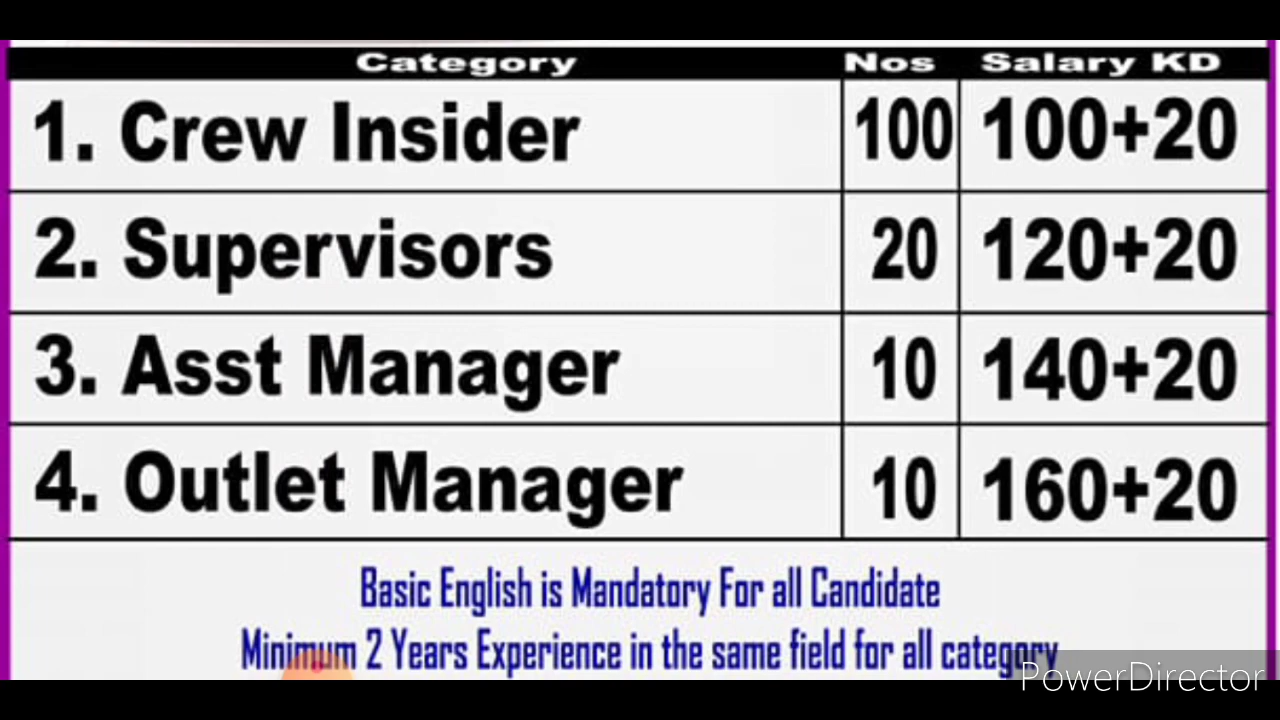 Category Nos Salary KD
1. Crew Insider 100 100+20
2. Supervisors 20 120+20
3. Asst Manager 10 140+20
4. Outlet Manager 10 160+20
Basic English is Mandatory For all Candidate
Minimum 2 Years Experience in the same field for all category
PowerDirector